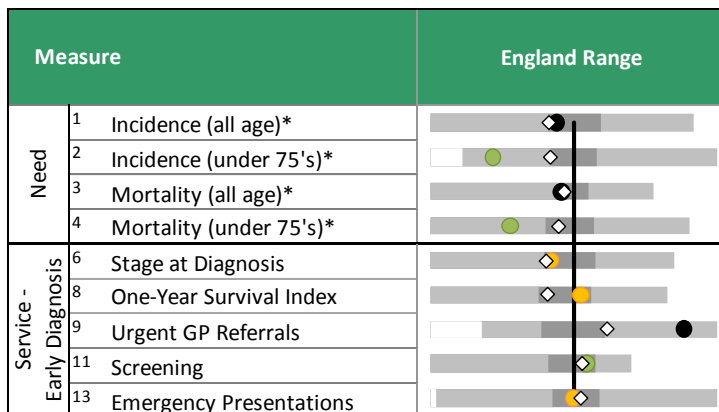 Measure England Range
Need
1 Incidence (all age)*
2 Incidence (under 75's)*
3 Mortality (all age)*
4 Mortality (under 75's)*
Service -
Early Diagnosis
6 Stage at Diagnosis
8 One-Year Survival Index
9 Urgent GP Referrals
11 Screening
13 Emergency Presentations